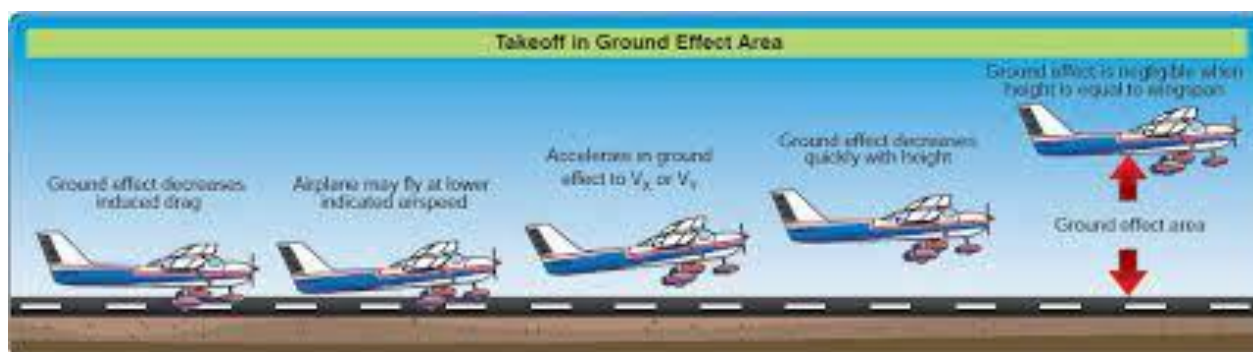 Takeoff in Ground Effect Area
Ground effect decreases
induced drag
Airplane may fly at lower
indicated airspeed
Accelerate in ground
effect to VX or VY
Ground effect decreases
quickly with height
Ground effect is negligible when
height is equal to wingspan
Ground effect area